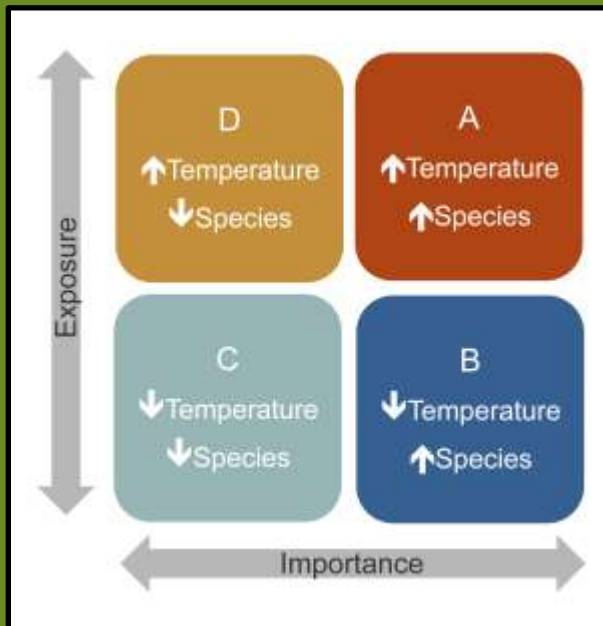 D
↑Temperature
↓Species
A
↑Temperature
↑Species
C
↓Temperature
↓Species
B
↓Temperature
↑Species
Exposure
Importance